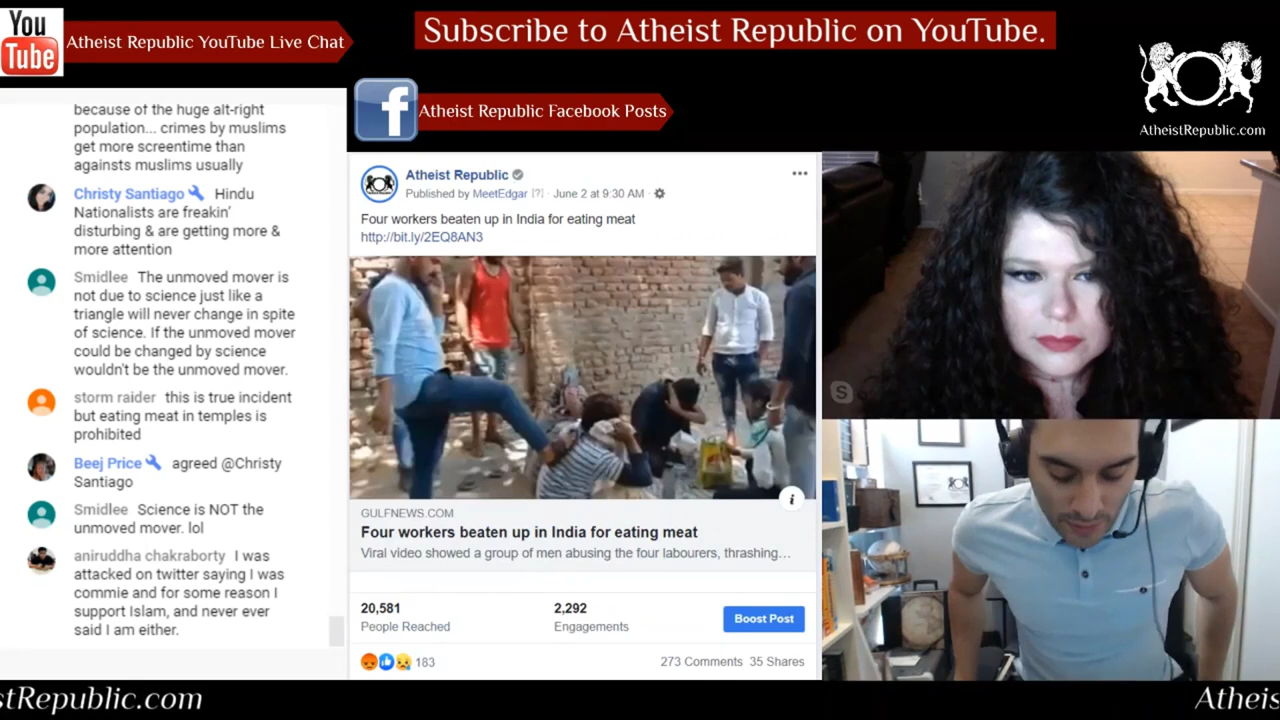 You
Tube
Atheist Republic YouTube Live Chat
Subscribe to Atheist Republic on YouTube.
AtheistRepublic.com
Atheist Republic Facebook Posts
because of the huge alt-right
population... crimes by muslims
get more screentime than
againsts muslims usually
Christy Santiago Hindu
Nationalists are freakin'
disturbing & are getting more &
more attention
Smidlee The unmoved mover is
not due to science just like a
triangle will never change in spite
of science. If the unmoved mover
could be changed by science
wouldn't be the unmoved mover.
storm raider this is true incident
but eating meat in temples is
prohibited
Beej Price agreed @Christy
Santiago
Smidlee Science is NOT the
unmoved mover. lol
aniruddha chakraborty I was
attacked on twitter saying I was
commie and for some reason I
support Islam, and never ever
said I am either.
Atheist Republic
Published by MeetEdgar [?] · June 2 at 9:30 AM ·
Four workers beaten up in India for eating meat
http://bit.ly/2EQ8AN3
GULFNEWS.COM
Four workers beaten up in India for eating meat
Viral video showed a group of men abusing the four labourers, thrashing...
20,581
People Reached
2,292
Engagements
Boost Post
183
273 Comments 35 Shares
stRepublic.com
Atheis